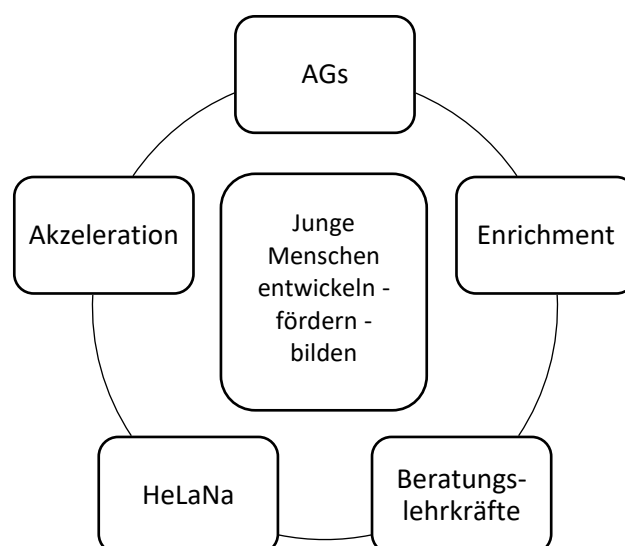 AGs
Akzeleration
Junge
Menschen
entwickeln -
fördern -
bilden
Enrichment
HeLaNa
Beratungs-
lehrkräfte